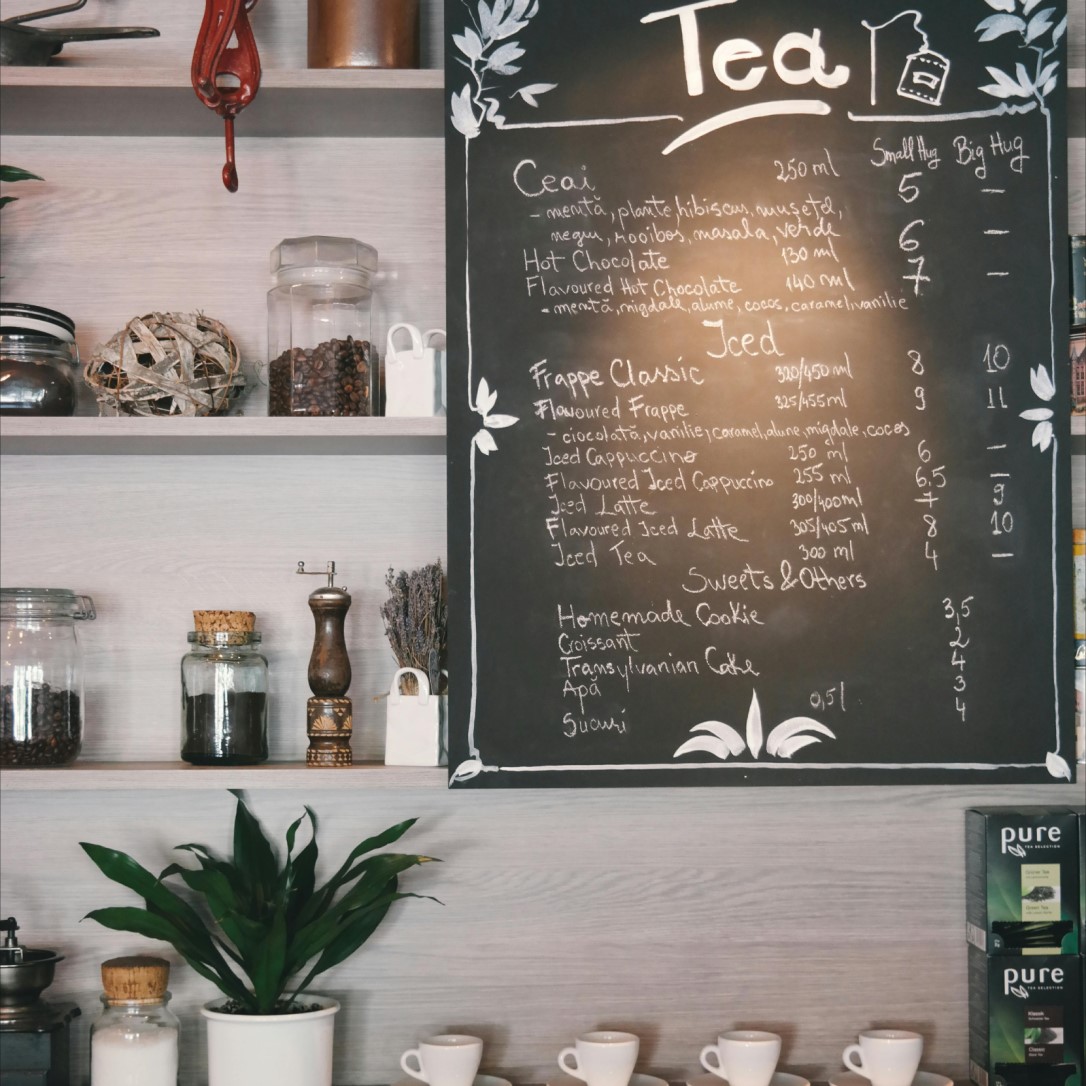 Tea
Small Hug Big Hug
Ceai 250 ml 5 –
- mentă, plante, hibiscus, mușețel,
negru, rooibos, masala, verde
Hot Chocolate 130 ml 6 –
Flavoured Hot Chocolate 140 ml 7 –
- mentă, migdale, alune, cocos, caramel, vanilie
Iced
Frappe Classic 320/450 ml 8 10
Flavoured Frappe 325/455ml 9 11
- ciocolată, vanilie, caramel, alune, migdale, cocos
Iced Cappuccino 250 ml 6 –
Flavoured Iced Cappuccino 255 ml 6,5 –
Iced Latte 300/400ml 7 9
Flavoured Iced Latte 305/405 ml 8 10
Iced Tea 300 ml 4 –
Sweets & Others
Homemade Cookie 3,5
Croissant 2
Transylvanian Cake 4
Apă 0,5 l 3
Sucuri 4
pure
TEA SELECTION
Green Tea
pure
TEA SELECTION
Klassik
Classic